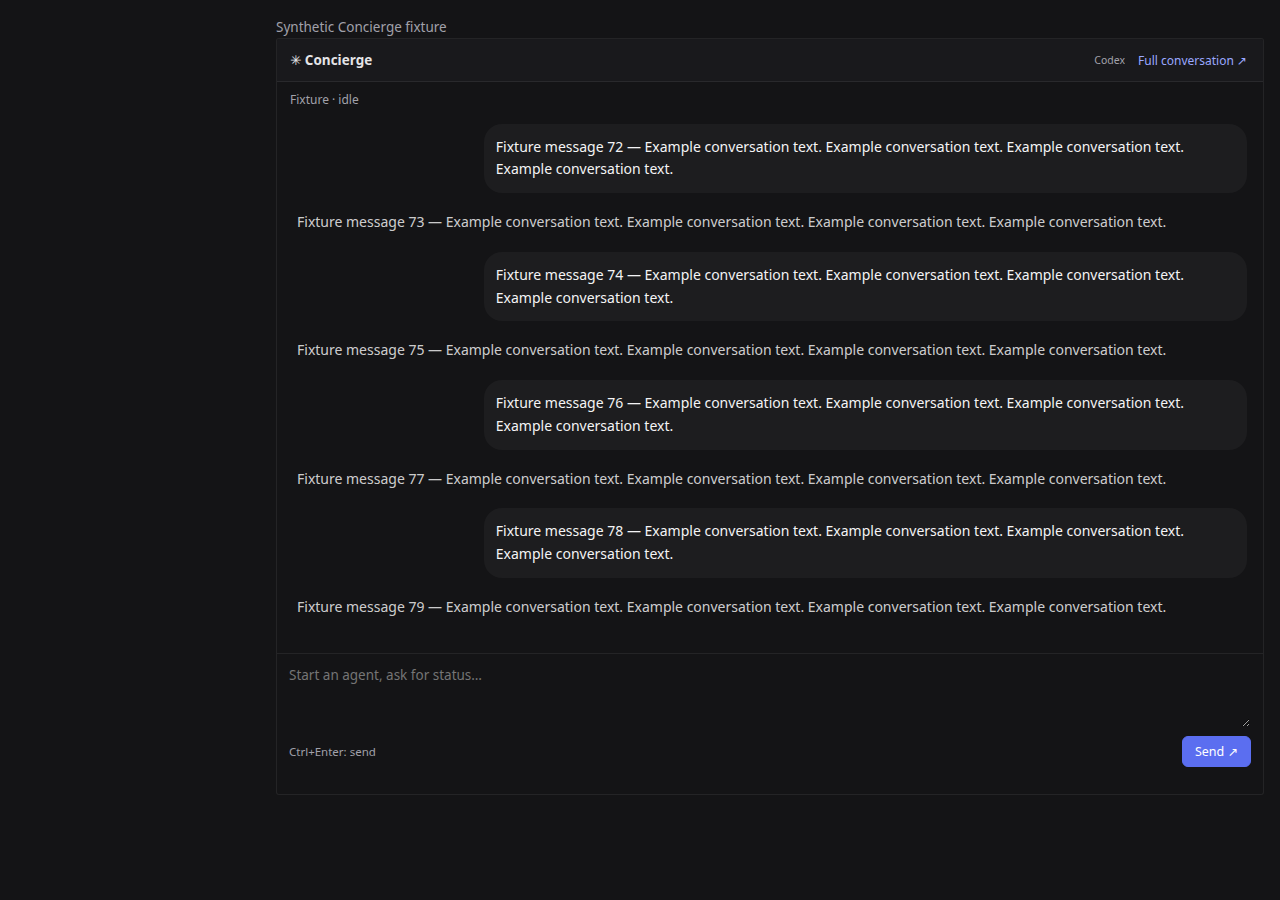 Synthetic Concierge fixture
✳ Concierge
Codex
Full conversation ↗
Fixture · idle
Fixture message 72 — Example conversation text. Example conversation text. Example conversation text.
Example conversation text.
Fixture message 73 — Example conversation text. Example conversation text. Example conversation text. Example conversation text.
Fixture message 74 — Example conversation text. Example conversation text. Example conversation text.
Example conversation text.
Fixture message 75 — Example conversation text. Example conversation text. Example conversation text. Example conversation text.
Fixture message 76 — Example conversation text. Example conversation text. Example conversation text.
Example conversation text.
Fixture message 77 — Example conversation text. Example conversation text. Example conversation text. Example conversation text.
Fixture message 78 — Example conversation text. Example conversation text. Example conversation text.
Example conversation text.
Fixture message 79 — Example conversation text. Example conversation text. Example conversation text. Example conversation text.
Start an agent, ask for status…
Ctrl+Enter: send
Send ↗